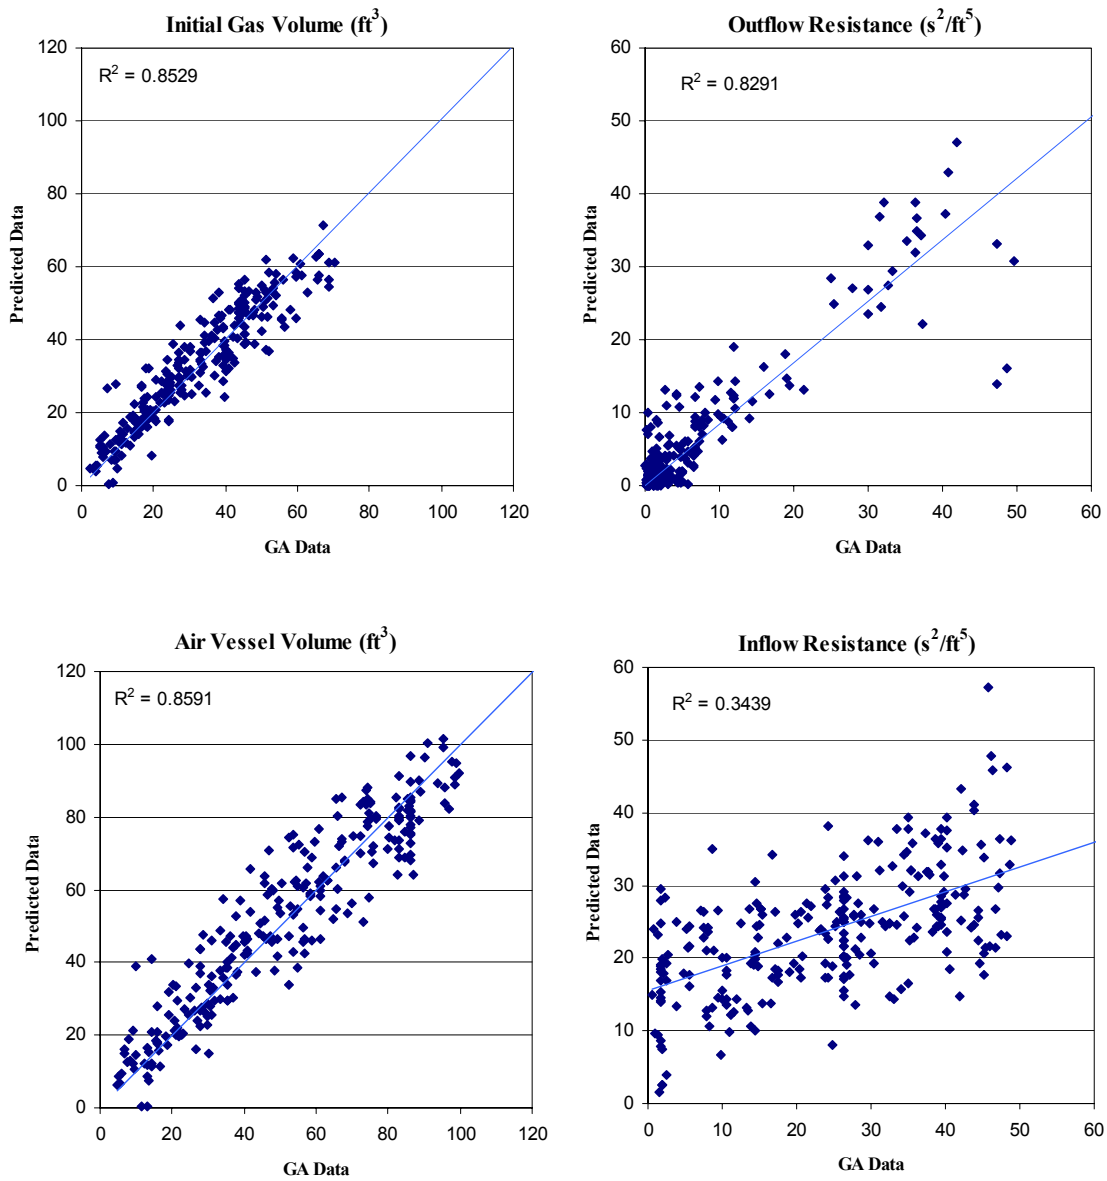 Initial Gas Volume (ft³)
R² = 0.8529
Predicted Data
120
100
80
60
40
20
0
0 20 40 60 80 100 120
GA Data
Outflow Resistance (s²/ft⁵)
R² = 0.8291
Predicted Data
60
50
40
30
20
10
0
0 10 20 30 40 50 60
GA Data
Air Vessel Volume (ft³)
R² = 0.8591
Predicted Data
120
100
80
60
40
20
0
0 20 40 60 80 100 120
GA Data
Inflow Resistance (s²/ft⁵)
R² = 0.3439
Predicted Data
60
50
40
30
20
10
0
0 10 20 30 40 50 60
GA Data